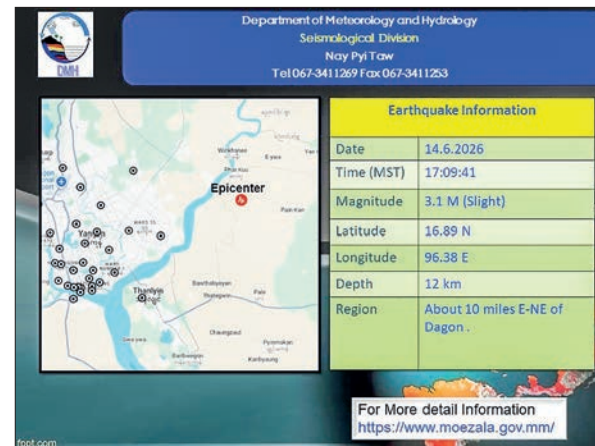 Department of Meteorology and Hydrology
Seismological Division
Nay Pyi Taw
Tel 067-3411269 Fax 067-3411253
DMH
Epicenter
Thanlyin
Chaungzauk
Earthquake Information
Date 14.6.2026
Time (MST) 17:09:41
Magnitude 3.1 M (Slight)
Latitude 16.89 N
Longitude 96.38 E
Depth 12 km
Region About 10 miles E-NE of
Dagon .
For More detail Information
https://www.moezala.gov.mm/
fppt.com